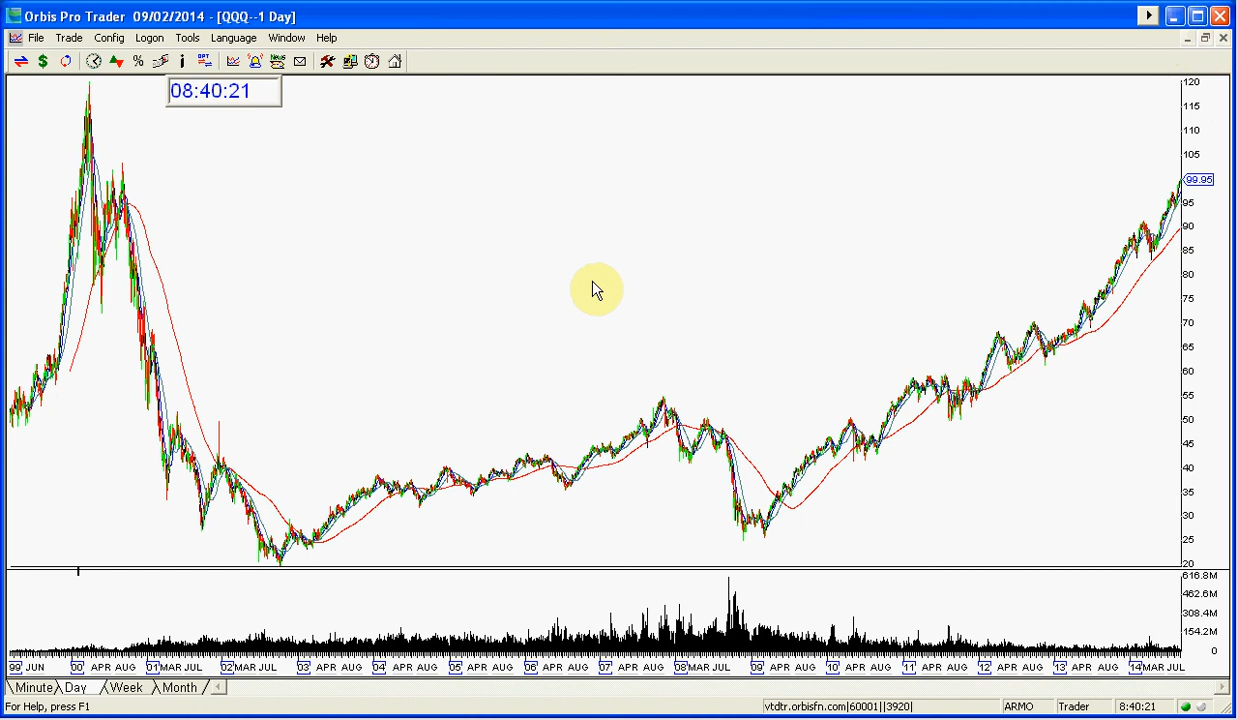 Orbis Pro Trader 09/02/2014 - [QQQ--1 Day]
File Trade Config Logon Tools Language Window Help
$ % i OPT News
08:40:21
120
115
110
105
99.95
95
90
85
80
75
70
65
60
55
50
45
40
35
30
25
20
616.8M
462.6M
308.4M
154.2M
0
99 JUN 00 APR AUG 01 MAR JUL 02 MAR JUL 03 APR AUG 04 APR AUG 05 APR AUG 06 APR AUG 07 APR AUG 08 MAR JUL 09 APR AUG 10 APR AUG 11 APR AUG 12 APR AUG 13 APR AUG 14 MAR JUL
Minute Day Week Month
For Help, press F1 vtdtr.orbisfn.com|60001||3920| ARMO Trader 8:40:21